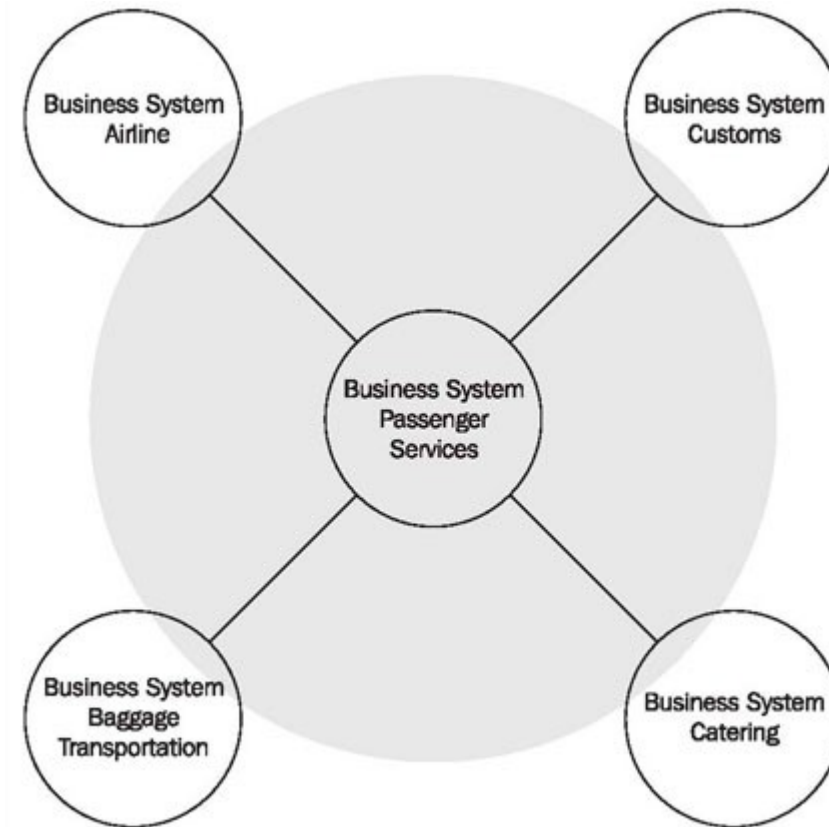 Business System
Airline
Business System
Customs
Business System
Passenger
Services
Business System
Baggage
Transportation
Business System
Catering